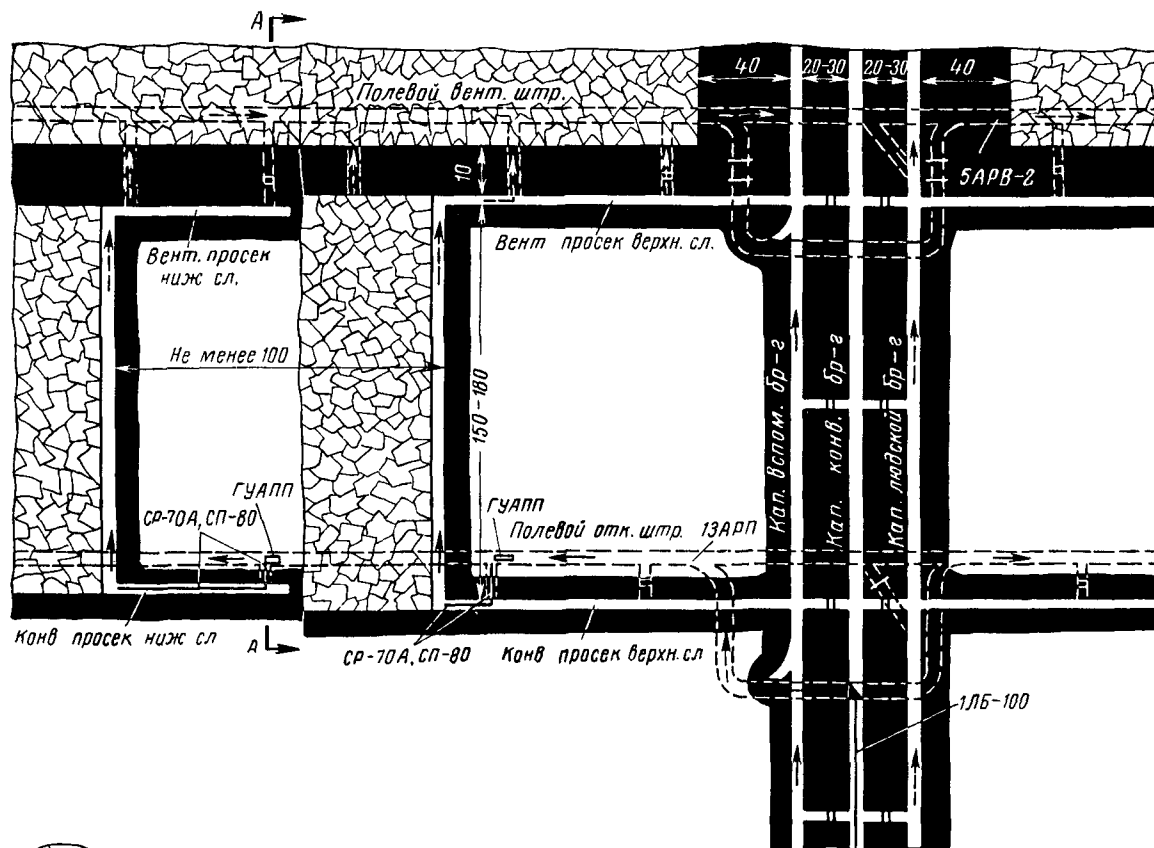 А
40
20-30
20-30
40
Полевой вент. штр.
10
5АРВ-2
Вент. просек
ниж сл.
Вент просек верхн. сл.
Не менее 100
150-180
Кап. вспом. бр-г
Кап. конв. бр-г
Кап. людской бр-г
ГУАПП
СР-70А, СП-80
ГУАПП
Полевой отк. штр.
13АРП
Конв просек ниж сл
А
СР-70А, СП-80
Конв просек верхн. сл
1ЛБ-100